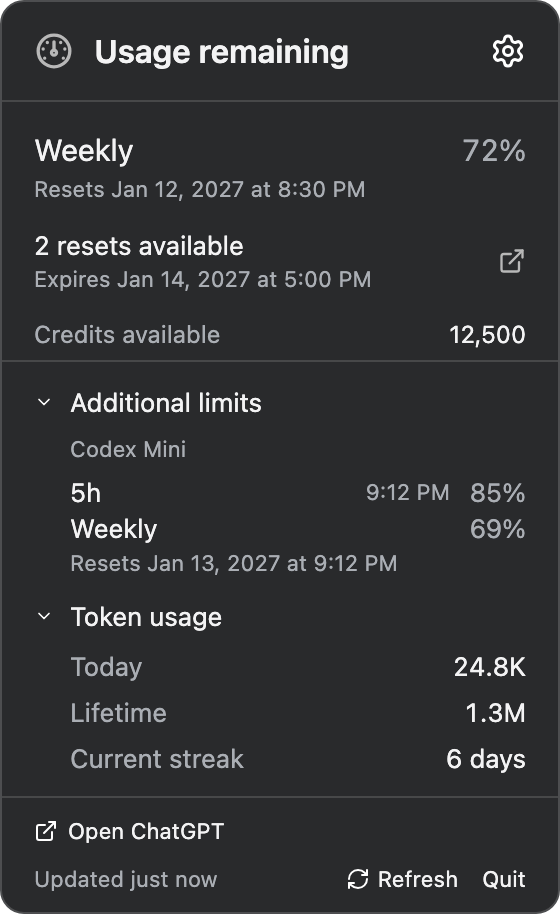 Usage remaining
Weekly 72%
Resets Jan 12, 2027 at 8:30 PM
2 resets available
Expires Jan 14, 2027 at 5:00 PM
Credits available 12,500
Additional limits
Codex Mini
5h 9:12 PM 85%
Weekly 69%
Resets Jan 13, 2027 at 9:12 PM
Token usage
Today 24.8K
Lifetime 1.3M
Current streak 6 days
Open ChatGPT
Updated just now Refresh Quit